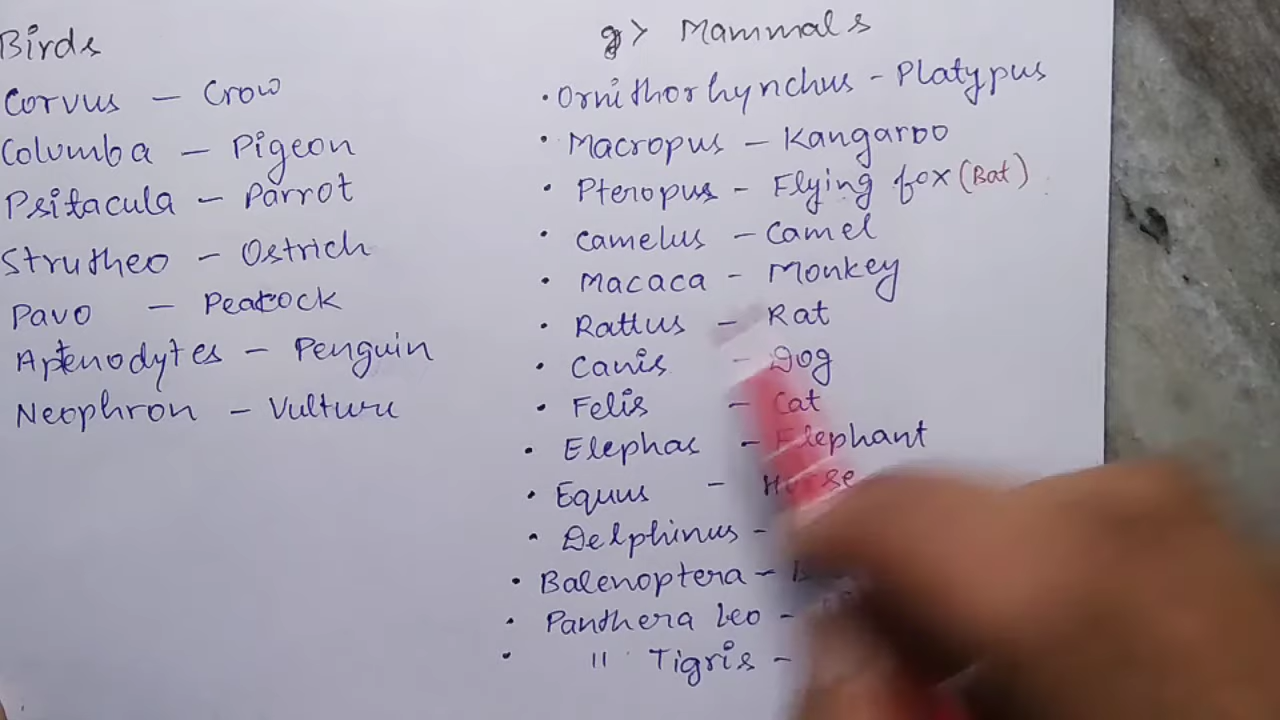 Birds
Corvus - Crow
Columba - Pigeon
Psitacula - Parrot
Strutheo - Ostrich
Pavo - Peacock
Aptenodytes - Penguin
Neophron - Vulture
g> Mammals
· Ornithorhynchus - Platypus
· Macropus - Kangaroo
· Pteropus - Flying fox (Bat)
· Camelus - Camel
· Macaca - Monkey
· Rattus - Rat
· Canis - Dog
· Felis - Cat
· Elephas - Elephant
· Equus - Horse
· Delphinus -
· Balenoptera -
· Panthera Leo -
· " Tigris -